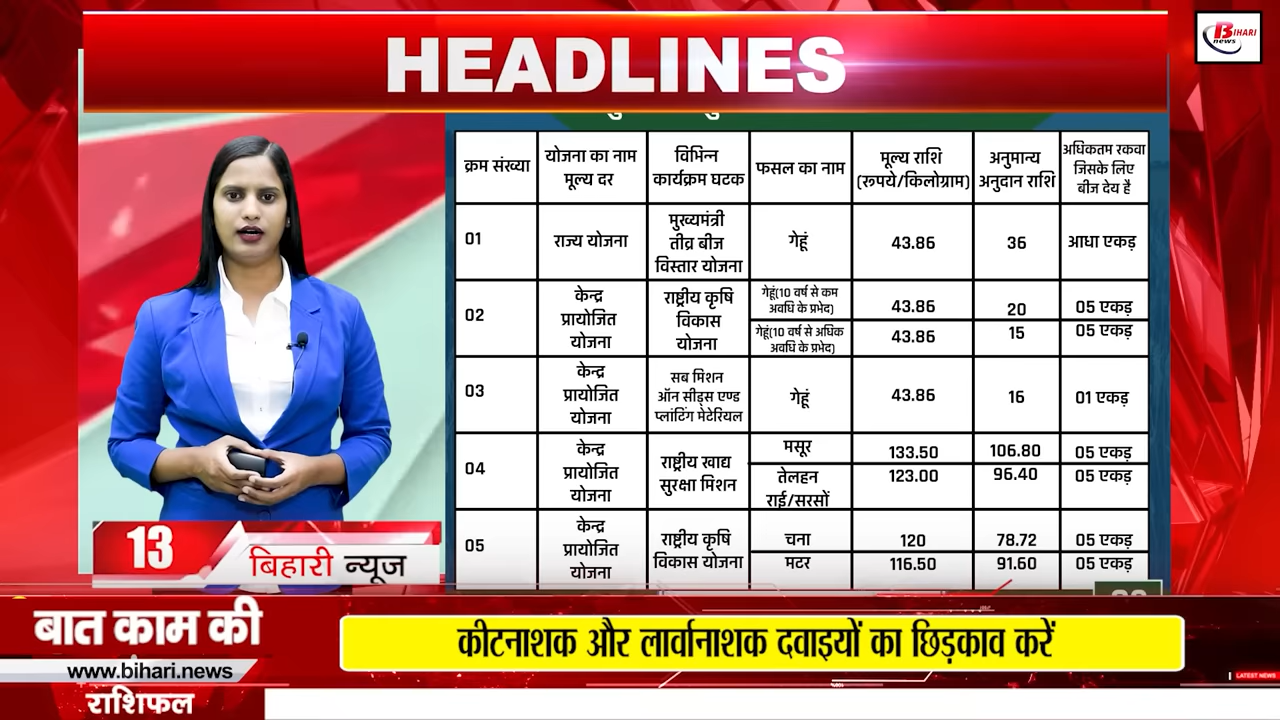 HEADLINES
BIHARI
news
क्रम संख्या
योजना का नाम
मूल्य दर
विभिन्न
कार्यक्रम घटक
फसल का नाम
मूल्य राशि
(रूपये/किलोग्राम)
अनुमान्य
अनुदान राशि
अधिकतम रकवा
जिसके लिए
बीज देय है
01
राज्य योजना
मुख्यमंत्री
तीव्र बीज
विस्तार योजना
गेहूं
43.86
36
आधा एकड़
02
केन्द्र
प्रायोजित
योजना
राष्ट्रीय कृषि
विकास
योजना
गेहूं(10 वर्ष से कम
अवधि के प्रभेद)
43.86
20
05 एकड़
गेहूं(10 वर्ष से अधिक
अवधि के प्रभेद)
43.86
15
05 एकड़
03
केन्द्र
प्रायोजित
योजना
सब मिशन
ऑन सीड्स एण्ड
प्लांटिंग मेटेरियल
गेहूं
43.86
16
01 एकड़
04
केन्द्र
प्रायोजित
योजना
राष्ट्रीय खाद्य
सुरक्षा मिशन
मसूर
133.50
106.80
05 एकड़
तेलहन
राई/सरसों
123.00
96.40
05 एकड़
05
केन्द्र
प्रायोजित
योजना
राष्ट्रीय कृषि
विकास योजना
चना
120
78.72
05 एकड़
मटर
116.50
91.60
05 एकड़
13
बिहारी न्यूज
बात काम की
www.bihari.news
राशिफल
कीटनाशक और लार्वानाशक दवाइयों का छिड़काव करें
LATEST NEWS